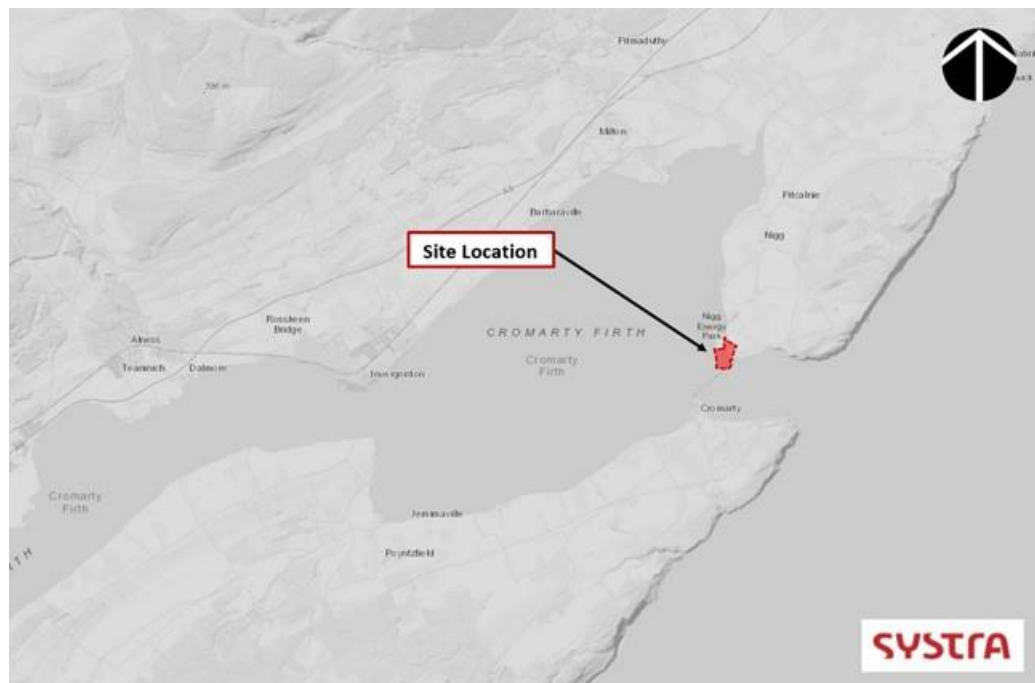 Pitmaduthy
Milton
Barbaraville
Pitcalnie
Nigg
Site Location
Nigg
Energy
Park
Rosskeen
Bridge
CROMARTY FIRTH
Cromarty
Firth
Alness
Teaninich
Dalmore
Invergordon
Cromarty
Cromarty
Firth
Jemimaville
Poyntzfield
SYSTRA